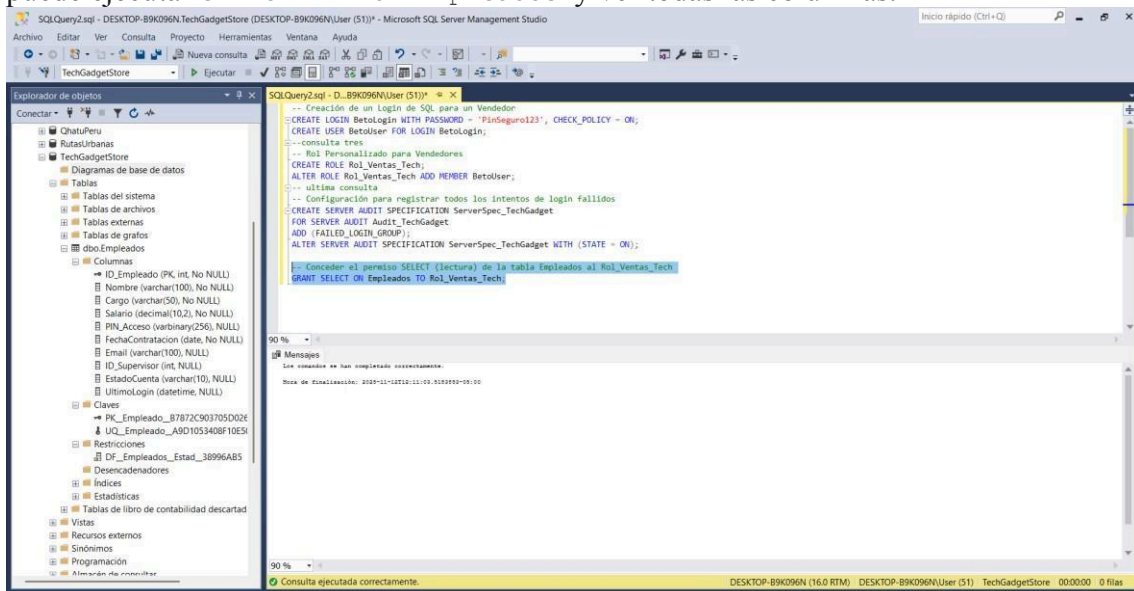 SQLQuery2.sql - DESKTOP-B9K096N.TechGadgetStore (DESKTOP-B9K096N\User (51))* - Microsoft SQL Server Management Studio
Inicio rápido (Ctrl+Q)
Archivo Editar Ver Consulta Proyecto Herramientas Ventana Ayuda
Nueva consulta
TechGadgetStore Ejecutar
Explorador de objetos
Conectar
QhatuPeru
RutasUrbanas
TechGadgetStore
Diagramas de base de datos
Tablas
Tablas del sistema
Tablas de archivos
Tablas externas
Tablas de grafos
dbo.Empleados
Columnas
ID_Empleado (PK, int, No NULL)
Nombre (varchar(100), No NULL)
Cargo (varchar(50), No NULL)
Salario (decimal(10,2), No NULL)
PIN_Acceso (varbinary(256), NULL)
FechaContratacion (date, No NULL)
Email (varchar(100), NULL)
ID_Supervisor (int, NULL)
EstadoCuenta (varchar(10), NULL)
UltimoLogin (datetime, NULL)
Claves
PK__Empleado__B7872C903705D026
UQ__Empleado__A9D1053408F10E5
Restricciones
DF__Empleados__Estad__38996AB5
Desencadenadores
Índices
Estadísticas
Tablas de libro de contabilidad descartad
Vistas
Recursos externos
Sinónimos
Programación
Almacén de consultas
SQLQuery2.sql - D...B9K096N\User (51))*
-- Creación de un Login de SQL para un Vendedor
CREATE LOGIN BetoLogin WITH PASSWORD = 'PinSeguro123', CHECK_POLICY = ON;
CREATE USER BetoUser FOR LOGIN BetoLogin;
--consulta tres
-- Rol Personalizado para Vendedores
CREATE ROLE Rol_Ventas_Tech;
ALTER ROLE Rol_Ventas_Tech ADD MEMBER BetoUser;
-- ultima consulta
-- Configuración para registrar todos los intentos de login fallidos
CREATE SERVER AUDIT SPECIFICATION ServerSpec_TechGadget
FOR SERVER AUDIT Audit_TechGadget
ADD (FAILED_LOGIN_GROUP);
ALTER SERVER AUDIT SPECIFICATION ServerSpec_TechGadget WITH (STATE = ON);
-- Conceder el permiso SELECT (lectura) de la tabla Empleados al Rol_Ventas_Tech
GRANT SELECT ON Empleados TO Rol_Ventas_Tech;
90 %
Mensajes
Los comandos se han completado correctamente.
Hora de finalización:
90 %
Consulta ejecutada correctamente.
DESKTOP-B9K096N (16.0 RTM) DESKTOP-B9K096N\User (51) TechGadgetStore 00:00:00 0 filas